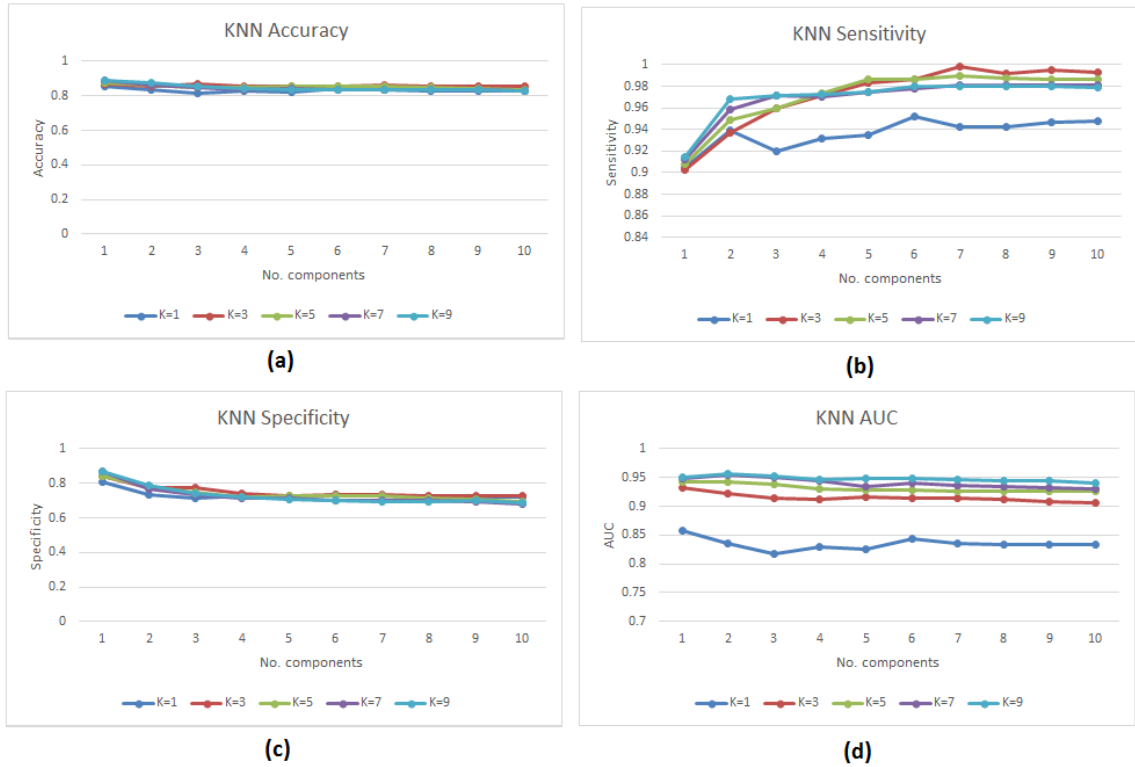 KNN Accuracy
1
0.8
0.6
0.4
0.2
0
Accuracy
1 2 3 4 5 6 7 8 9 10
No. components
K=1 K=3 K=5 K=7 K=9
(a)
KNN Sensitivity
1
0.98
0.96
0.94
0.92
0.9
0.88
0.86
0.84
Sensitivity
1 2 3 4 5 6 7 8 9 10
No. components
K=1 K=3 K=5 K=7 K=9
(b)
KNN Specificity
1
0.8
0.6
0.4
0.2
0
Specificity
1 2 3 4 5 6 7 8 9 10
No. components
K=1 K=3 K=5 K=7 K=9
(c)
KNN AUC
1
0.95
0.9
0.85
0.8
0.75
0.7
AUC
1 2 3 4 5 6 7 8 9 10
No. components
K=1 K=3 K=5 K=7 K=9
(d)